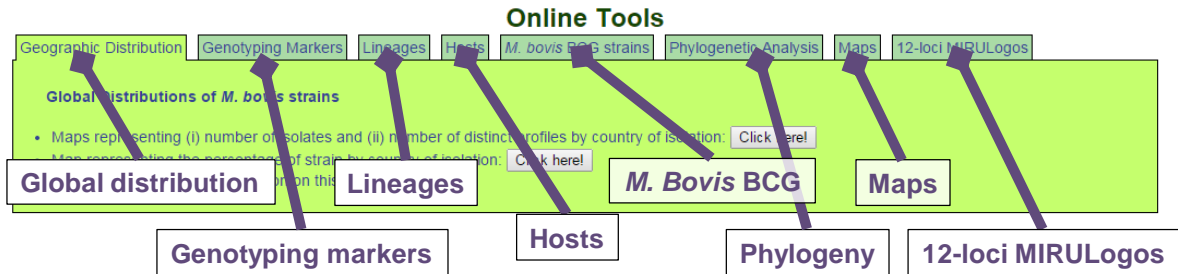 Online Tools
Geographic Distribution Genotyping Markers Lineages Hosts M. bovis BCG strains Phylogenetic Analysis Maps 12-loci MIRULogos
Global Distributions of M. bovis strains
• Maps representing (i) number of isolates and (ii) number of distinct profiles by country of isolation: Click here!
• Map representing the percentage of strain by country of isolation: Click here!
on this
Global distribution Lineages M. Bovis BCG Maps
Genotyping markers Hosts Phylogeny 12-loci MIRULogos